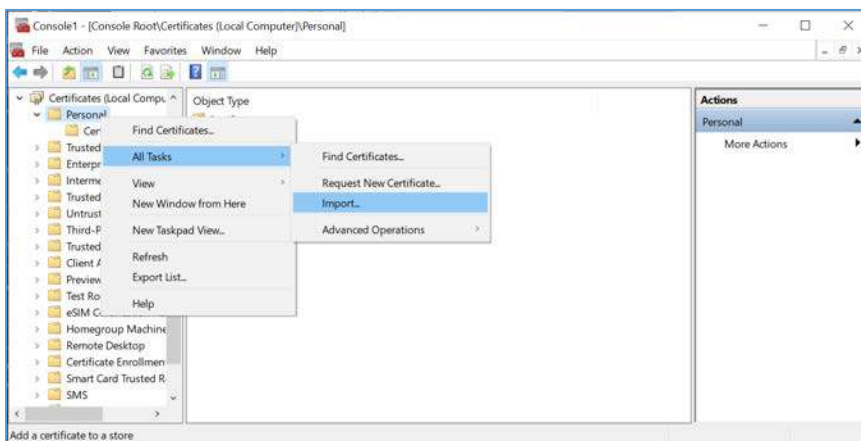 Console1 - [Console Root\Certificates (Local Computer)\Personal]
File Action View Favorites Window Help
Certificates (Local Compu
Personal
Cer
Trusted
Enterpr
Interme
Trusted
Untrust
Third-P
Trusted
Client A
Preview
Test Ro
eSIM C
Homegroup Machine
Remote Desktop
Certificate Enrollmen
Smart Card Trusted R
SMS
Object Type
Find Certificates...
All Tasks
View
New Window from Here
New Taskpad View...
Refresh
Export List...
Help
Find Certificates...
Request New Certificate...
Import...
Advanced Operations
Actions
Personal
More Actions
Add a certificate to a store